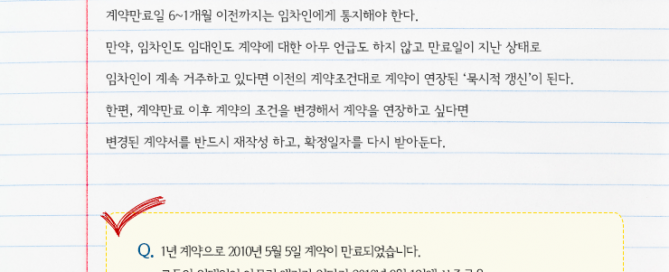 계약만료일 6~1개월 이전까지는 임차인에게 통지해야 한다.
만약, 임차인도 임대인도 계약에 대한 아무 언급도 하지 않고 만료일이 지난 상태로
임차인이 계속 거주하고 있다면 이전의 계약조건대로 계약이 연장된 ‘묵시적 갱신’이 된다.
한편, 계약만료 이후 계약의 조건을 변경해서 계약을 연장하고 싶다면
변경된 계약서를 반드시 재작성 하고, 확정일자를 다시 받아둔다.
Q. 1년 계약으로 2010년 5월 5일 계약이 만료되었습니다.